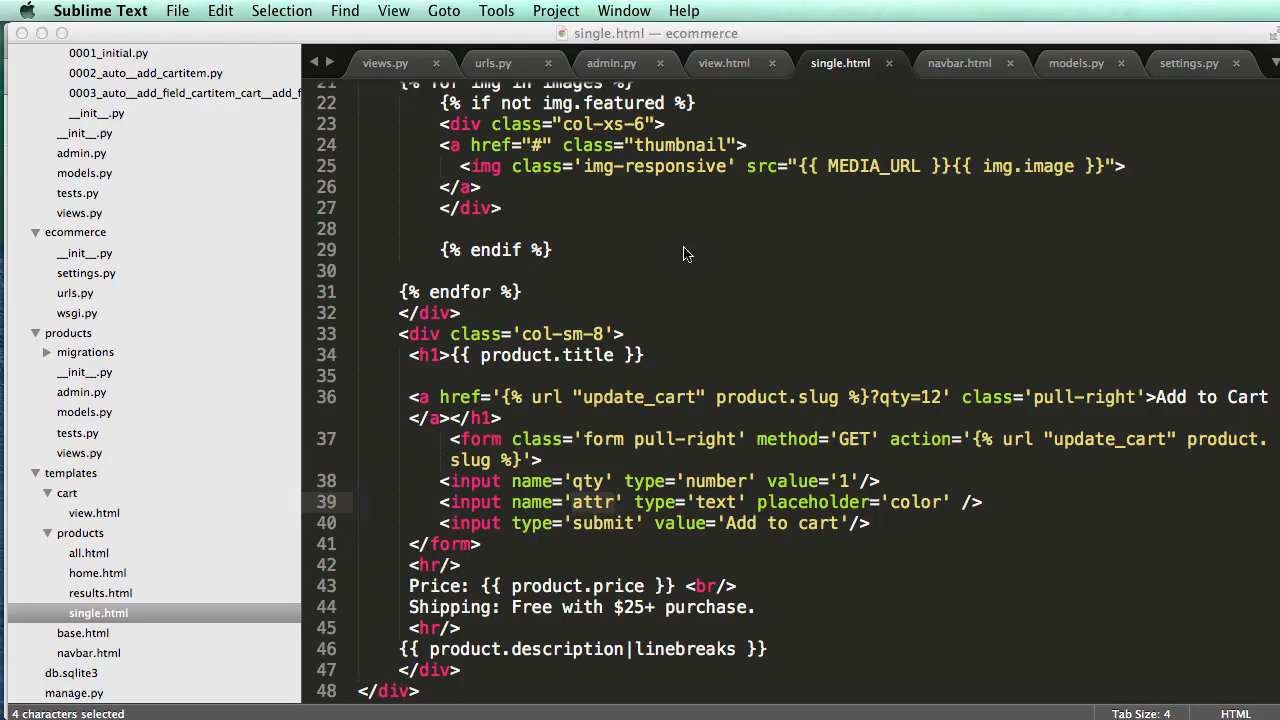 Sublime Text File Edit Selection Find View Goto Tools Project Window Help
single.html — ecommerce
0001_initial.py
0002_auto__add_cartitem.py
0003_auto__add_field_cartitem_cart__add_f
__init__.py
__init__.py
admin.py
models.py
tests.py
views.py
ecommerce
__init__.py
settings.py
urls.py
wsgi.py
products
migrations
__init__.py
admin.py
models.py
tests.py
views.py
templates
cart
view.html
products
all.html
home.html
results.html
single.html
base.html
navbar.html
db.sqlite3
manage.py
views.py × urls.py × admin.py × view.html × single.html × navbar.html × models.py × settings.py ×
21 {% for img in images %}
22 {% if not img.featured %}
23 <div class="col-xs-6">
24 <a href="#" class="thumbnail">
25 <img class='img-responsive' src="{{ MEDIA_URL }}{{ img.image }}">
26 </a>
27 </div>
28
29 {% endif %}
30
31 {% endfor %}
32 </div>
33 <div class='col-sm-8'>
34 <h1>{{ product.title }}
35
36 <a href='{% url "update_cart" product.slug %}?qty=12' class='pull-right'>Add to Cart
</a></h1>
37 <form class='form pull-right' method='GET' action='{% url "update_cart" product.
slug %}'>
38 <input name='qty' type='number' value='1'/>
39 <input name='attr' type='text' placeholder='color' />
40 <input type='submit' value='Add to cart'/>
41 </form>
42 <hr/>
43 Price: {{ product.price }} <br/>
44 Shipping: Free with $25+ purchase.
45 <hr/>
46 {{ product.description|linebreaks }}
47 </div>
48 </div>
4 characters selected Tab Size: 4 HTML